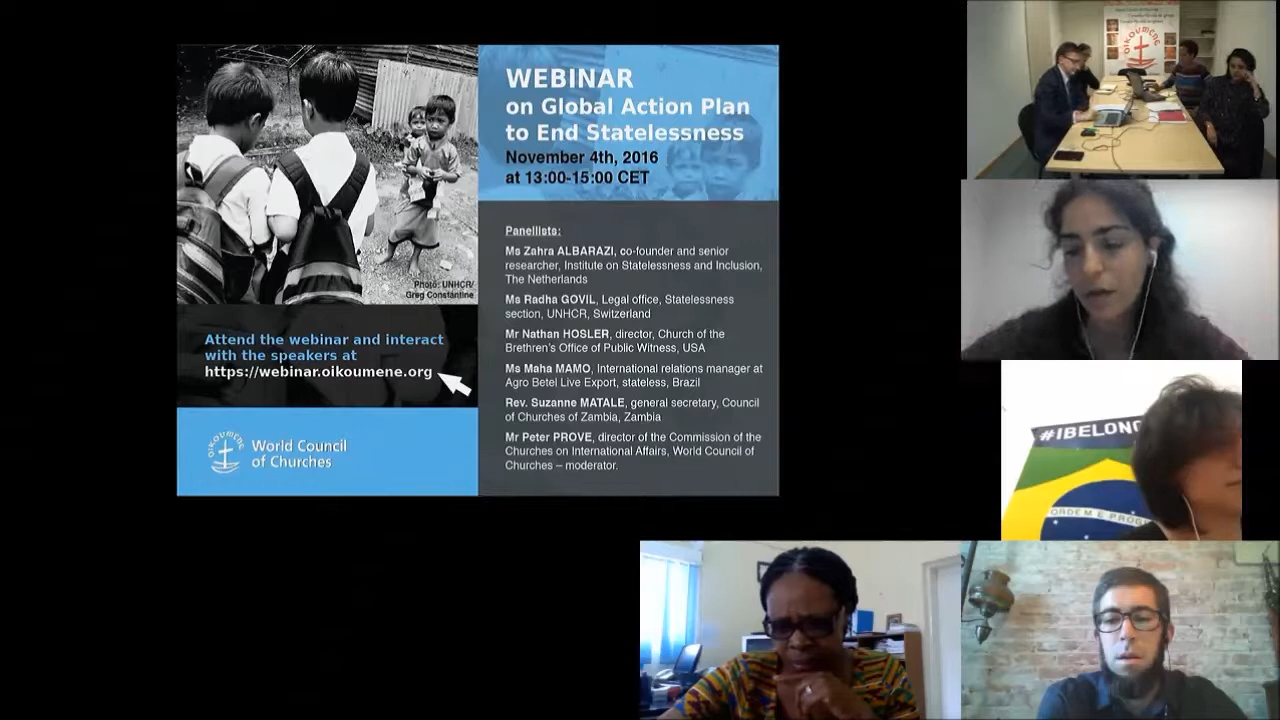 WEBINAR
on Global Action Plan
to End Statelessness
November 4th, 2016
at 13:00-15:00 CET
Photo: UNHCR/
Greg Constantine
Attend the webinar and interact
with the speakers at
https://webinar.oikoumene.org
OIKOUMENE
World Council
of Churches
Panellists:
Ms Zahra ALBARAZI, co-founder and senior
researcher, Institute on Statelessness and Inclusion,
The Netherlands
Ms Radha GOVIL, Legal office, Statelessness
section, UNHCR, Switzerland
Mr Nathan HOSLER, director, Church of the
Brethren's Office of Public Witness, USA
Ms Maha MAMO, International relations manager at
Agro Betel Live Export, stateless, Brazil
Rev. Suzanne MATALE, general secretary, Council
of Churches of Zambia, Zambia
Mr Peter PROVE, director of the Commission of the
Churches on International Affairs, World Council of
Churches – moderator.
OIKOUMENE
#IBELONG
ORDEM E PROG